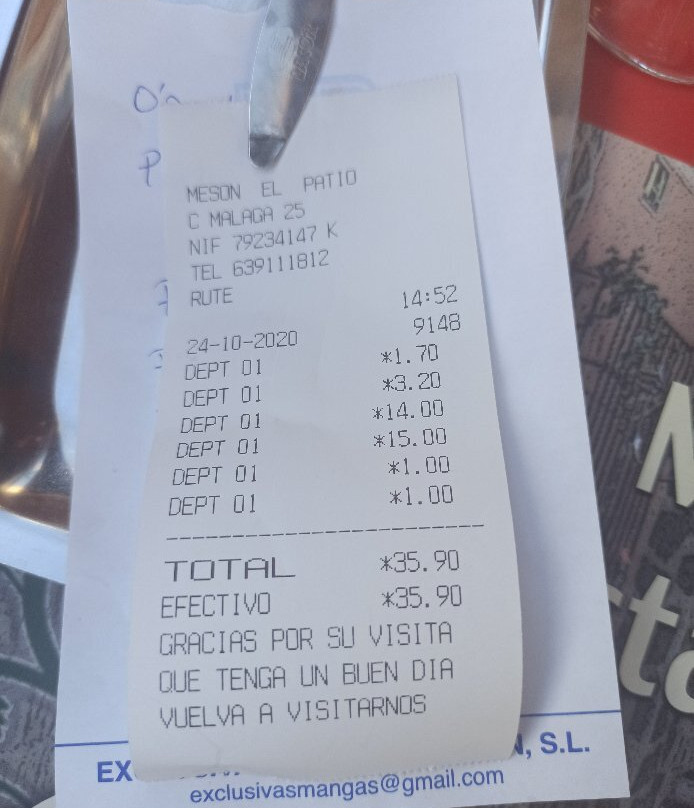 MESON EL PATIO
C MALAGA 25
NIF 79234147 K
TEL 639111812
RUTE 14:52
24-10-2020 9148
DEPT 01 *1.70
DEPT 01 *3.20
DEPT 01 *14.00
DEPT 01 *15.00
DEPT 01 *1.00
DEPT 01 *1.00
TOTAL *35.90
EFECTIVO *35.90
GRACIAS POR SU VISITA
QUE TENGA UN BUEN DIA
VUELVA A VISITARNOS
, S.L.
exclusivasmangas@gmail.com